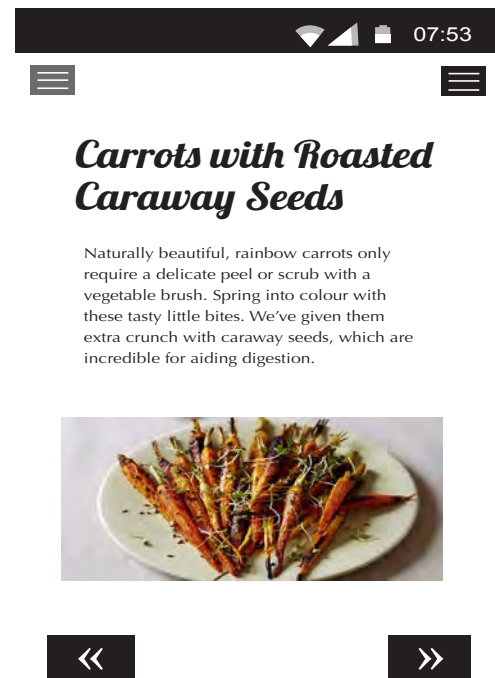 07:53
Carrots with Roasted
Caraway Seeds
Naturally beautiful, rainbow carrots only
require a delicate peel or scrub with a
vegetable brush. Spring into colour with
these tasty little bites. We’ve given them
extra crunch with caraway seeds, which are
incredible for aiding digestion.